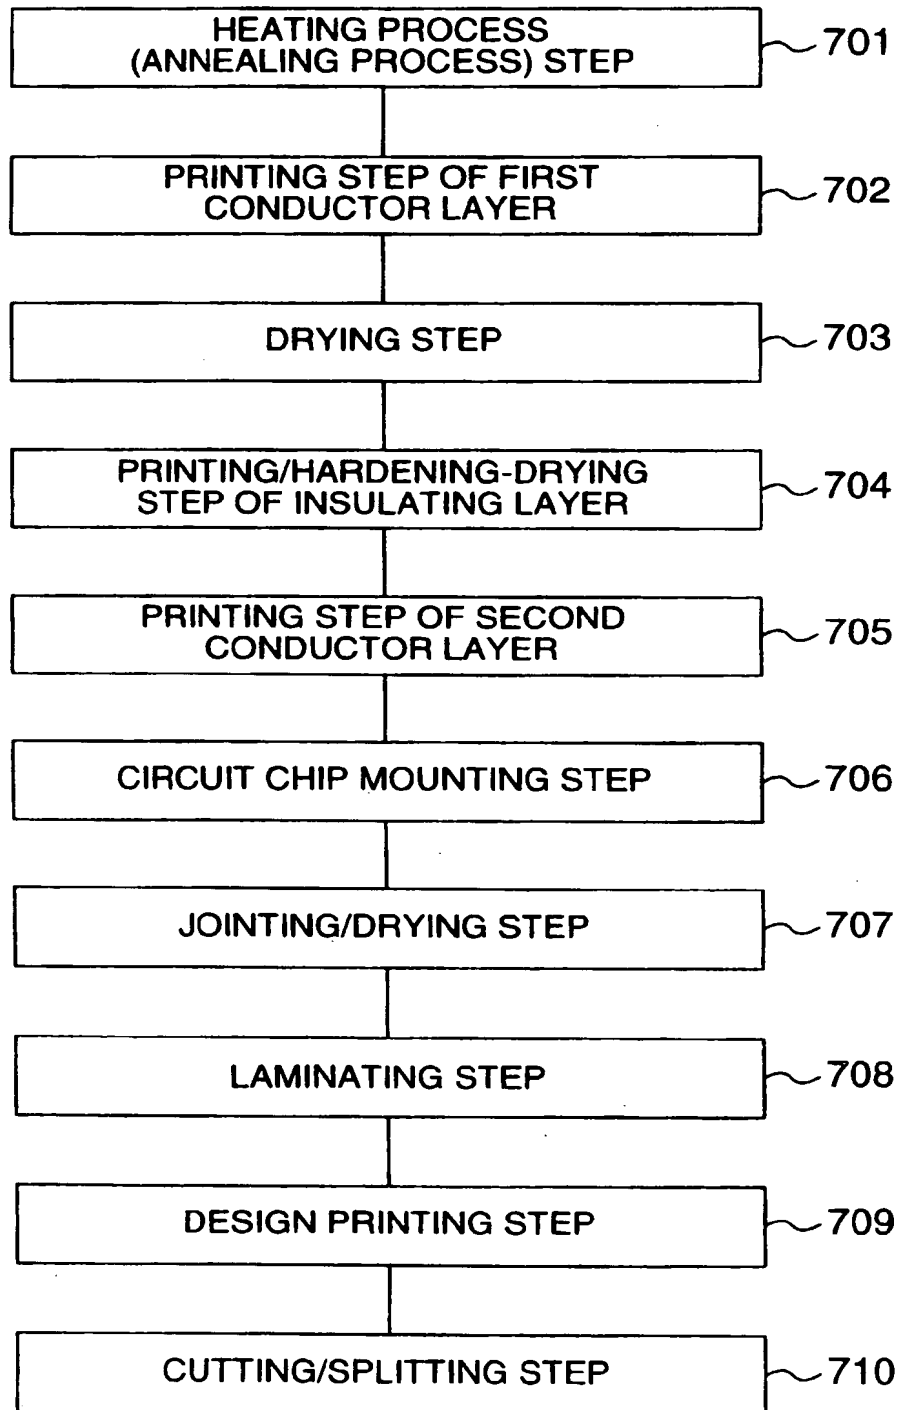 HEATING PROCESS
(ANNEALING PROCESS) STEP
701
PRINTING STEP OF FIRST
CONDUCTOR LAYER
702
DRYING STEP
703
PRINTING/HARDENING-DRYING
STEP OF INSULATING LAYER
704
PRINTING STEP OF SECOND
CONDUCTOR LAYER
705
CIRCUIT CHIP MOUNTING STEP
706
JOINTING/DRYING STEP
707
LAMINATING STEP
708
DESIGN PRINTING STEP
709
CUTTING/SPLITTING STEP
710